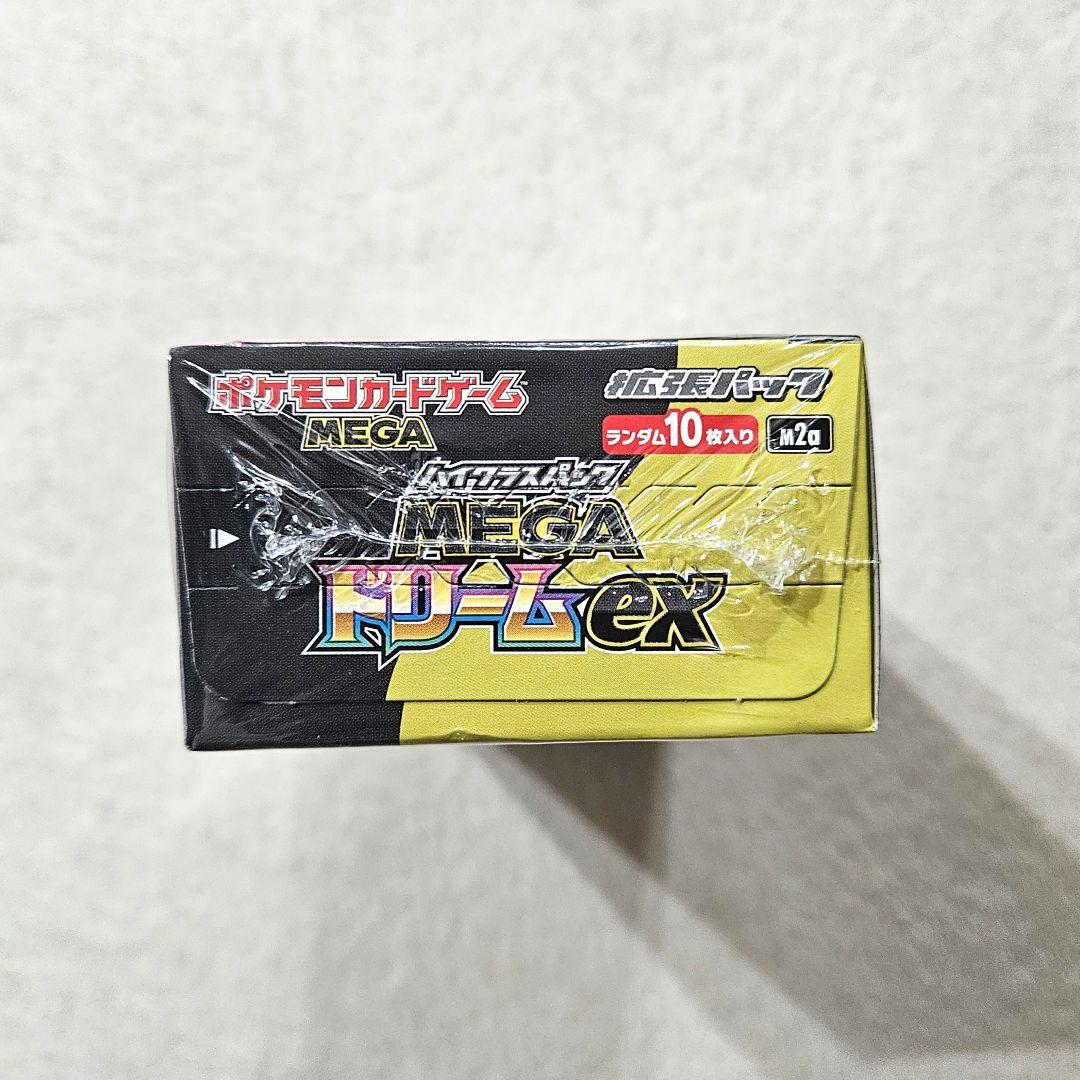 ポケモンカードゲーム
MEGA
拡張パック
ランダム10枚入り M2a
ハイクラスパック
MEGA
ドリームex